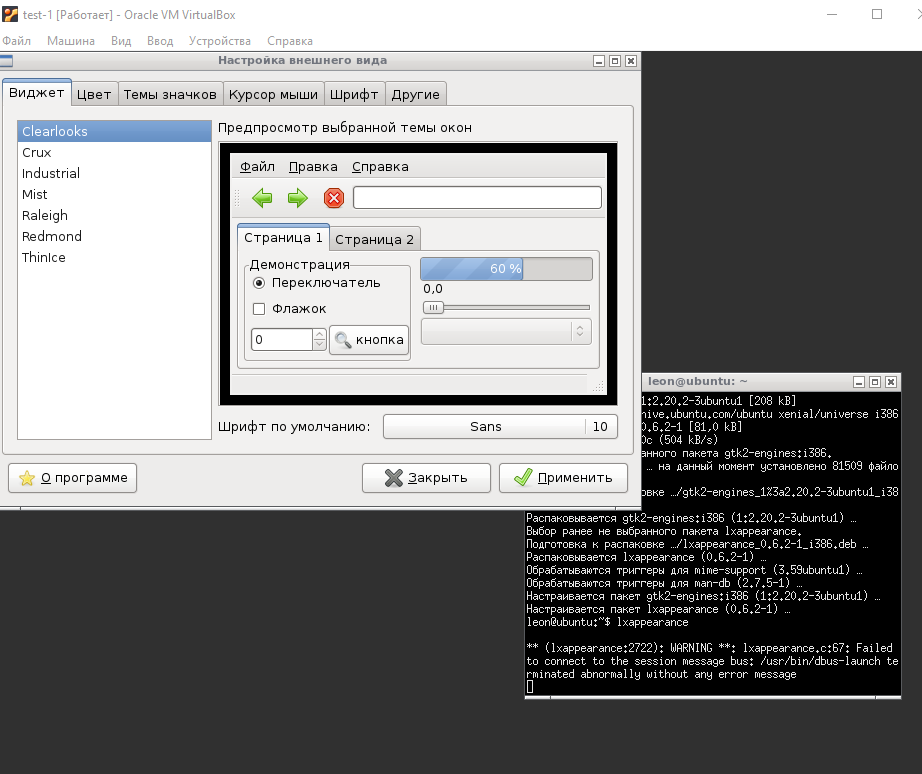 test-1 [Работает] - Oracle VM VirtualBox
Файл Машина Вид Ввод Устройства Справка
Настройка внешнего вида
Виджет Цвет Темы значков Курсор мыши Шрифт Другие
Clearlooks
Crux
Industrial
Mist
Raleigh
Redmond
ThinIce
Предпросмотр выбранной темы окон
Файл Правка Справка
Страница 1 Страница 2
Демонстрация
Переключатель
Флажок
0
кнопка
60 %
0,0
Шрифт по умолчанию:
Sans 10
О программе
Закрыть
Применить
leon@ubuntu: ~
1:2.20.2-3ubuntu1 [208 kB]
hive.ubuntu.com/ubuntu xenial/universe i386
0.6.2-1 [81,0 kB]
0с (504 kB/s)
анного пакета gtk2-engines:i386.
… на данный момент установлено 81509 файло
овке …/gtk2-engines_1%3a2.20.2-3ubuntu1_i38
Распаковывается gtk2-engines:i386 (1:2.20.2-3ubuntu1) …
Выбор ранее не выбранного пакета lxappearance.
Подготовка к распаковке …/lxappearance_0.6.2-1_i386.deb …
Распаковывается lxappearance (0.6.2-1) …
Обрабатываются триггеры для mime-support (3.59ubuntu1) …
Обрабатываются триггеры для man-db (2.7.5-1) …
Настраивается пакет gtk2-engines:i386 (1:2.20.2-3ubuntu1) …
Настраивается пакет lxappearance (0.6.2-1) …
leon@ubuntu:~$ lxappearance
** (lxappearance:2722): WARNING **: lxappearance.c:67: Failed
to connect to the session message bus: /usr/bin/dbus-launch te
rminated abnormally without any error message